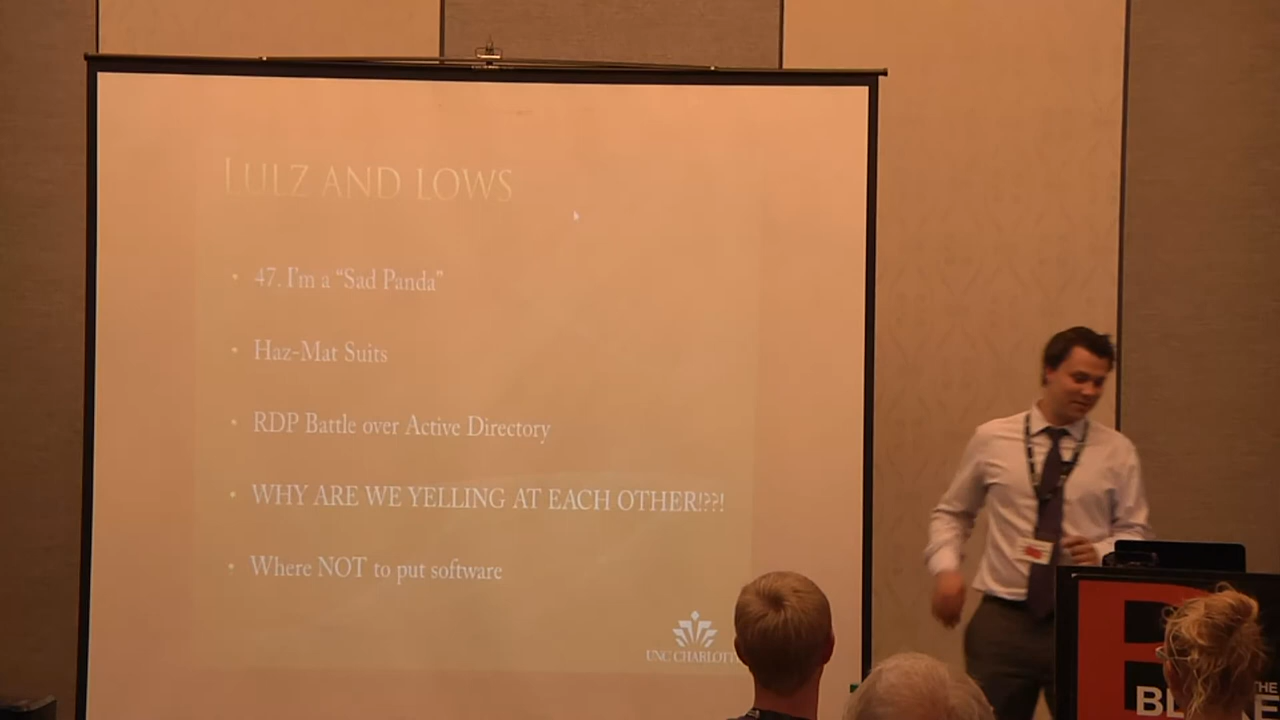 LULZ AND LOWS
• 47. I'm a "Sad Panda"
• Haz-Mat Suits
• RDP Battle over Active Directory
• WHY ARE WE YELLING AT EACH OTHER!??!
• Where NOT to put software
UNC CHARLOTTE
THE